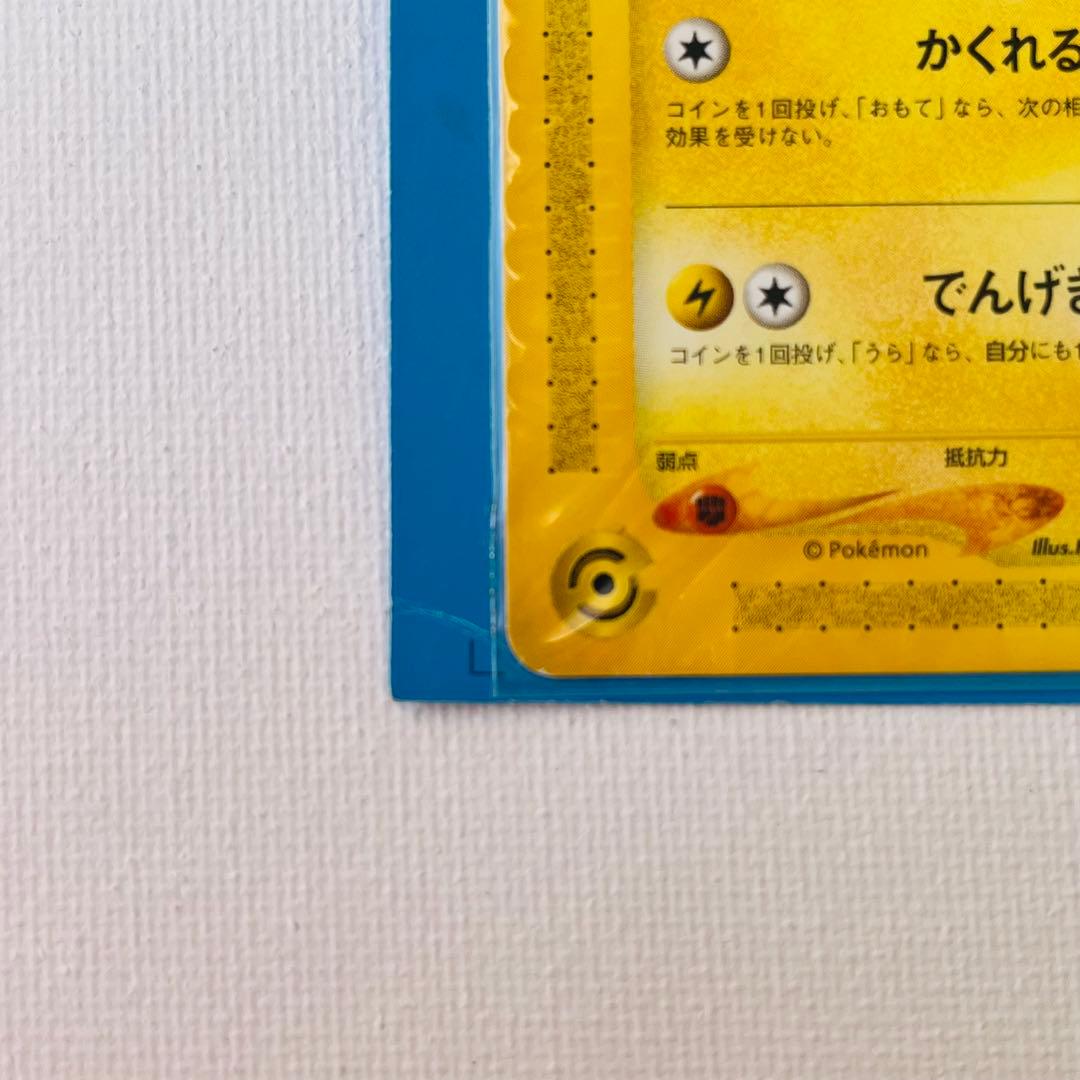 かくれる
コインを1回投げ、「おもて」なら、次の相
効果を受けない。
でんげき
コインを1回投げ、「うら」なら、自分にも
弱点 抵抗力
© Pokémon Illus.